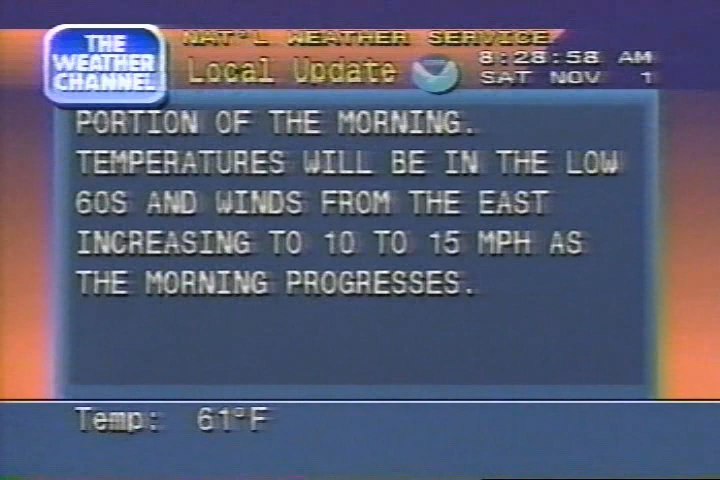 THE
WEATHER
CHANNEL
NAT'L WEATHER SERVICE
Local Update
8:28:58 AM
SAT NOV 1
PORTION OF THE MORNING.
TEMPERATURES WILL BE IN THE LOW
60S AND WINDS FROM THE EAST
INCREASING TO 10 TO 15 MPH AS
THE MORNING PROGRESSES.
Temp: 61°F